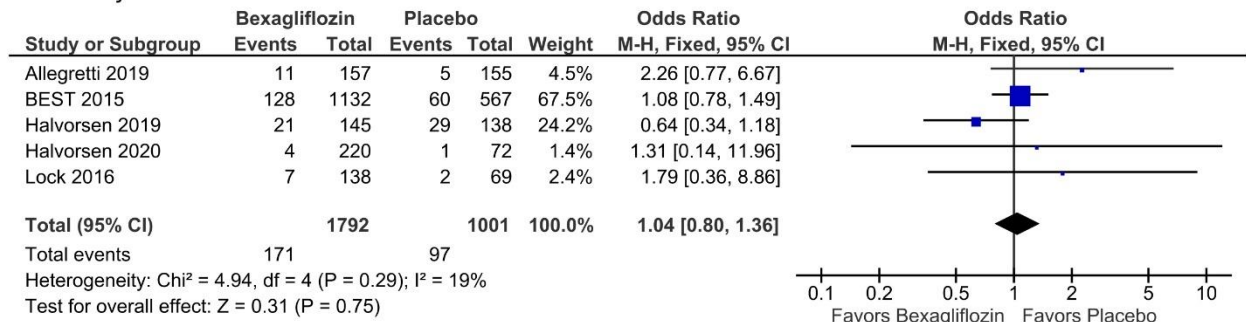 Bexagliflozin Placebo Odds Ratio Odds Ratio
Study or Subgroup Events Total Events Total Weight M-H, Fixed, 95% CI M-H, Fixed, 95% CI
Allegretti 2019 11 157 5 155 4.5% 2.26 [0.77, 6.67]
BEST 2015 128 1132 60 567 67.5% 1.08 [0.78, 1.49]
Halvorsen 2019 21 145 29 138 24.2% 0.64 [0.34, 1.18]
Halvorsen 2020 4 220 1 72 1.4% 1.31 [0.14, 11.96]
Lock 2016 7 138 2 69 2.4% 1.79 [0.36, 8.86]
Total (95% CI) 1792 1001 100.0% 1.04 [0.80, 1.36]
Total events 171 97
Heterogeneity: Chi² = 4.94, df = 4 (P = 0.29); I² = 19%
Test for overall effect: Z = 0.31 (P = 0.75)
0.1 0.2 0.5 1 2 5 10
Favors Bexagliflozin Favors Placebo